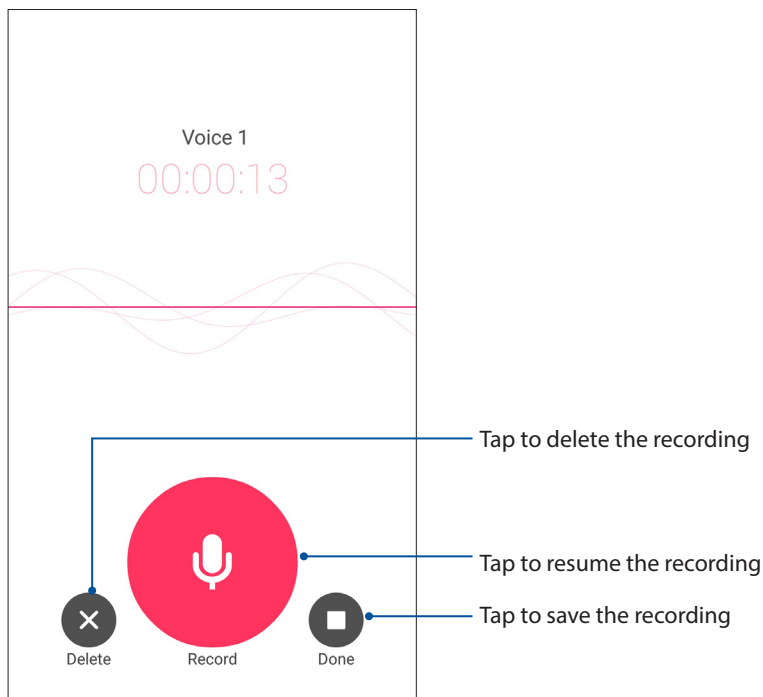 Voice 1
00:00:13
Tap to delete the recording
Tap to resume the recording
Tap to save the recording
Delete
Record
Done